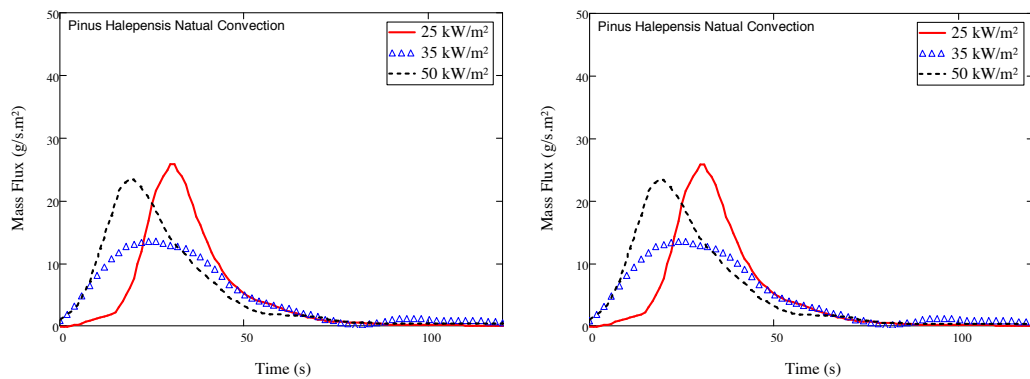 Pinus Halepensis Natual Convection
25 kW/m²
35 kW/m²
50 kW/m²
50
40
30
20
10
0
Mass Flux (g/s.m²)
0 50 100
Time (s)
Pinus Halepensis Natual Convection
25 kW/m²
35 kW/m²
50 kW/m²
50
40
30
20
10
0
Mass Flux (g/s.m²)
0 50 100
Time (s)